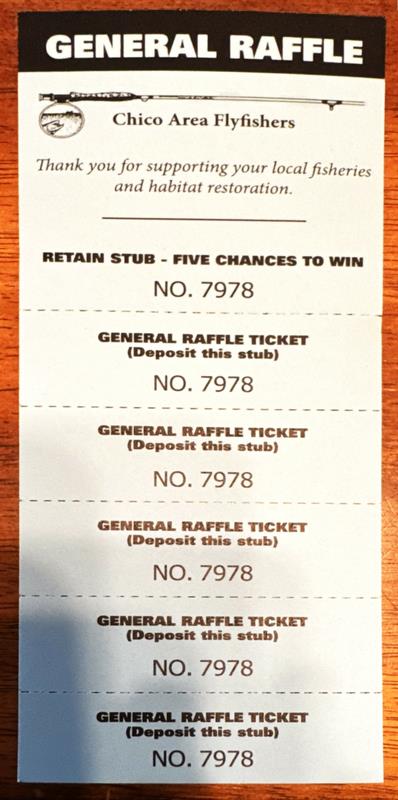 GENERAL RAFFLE
Chico Area Flyfishers
Thank you for supporting your local fisheries
and habitat restoration.
RETAIN STUB - FIVE CHANCES TO WIN
NO. 7978
GENERAL RAFFLE TICKET
(Deposit this stub)
NO. 7978
GENERAL RAFFLE TICKET
(Deposit this stub)
NO. 7978
GENERAL RAFFLE TICKET
(Deposit this stub)
NO. 7978
GENERAL RAFFLE TICKET
(Deposit this stub)
NO. 7978
GENERAL RAFFLE TICKET
(Deposit this stub)
NO. 7978